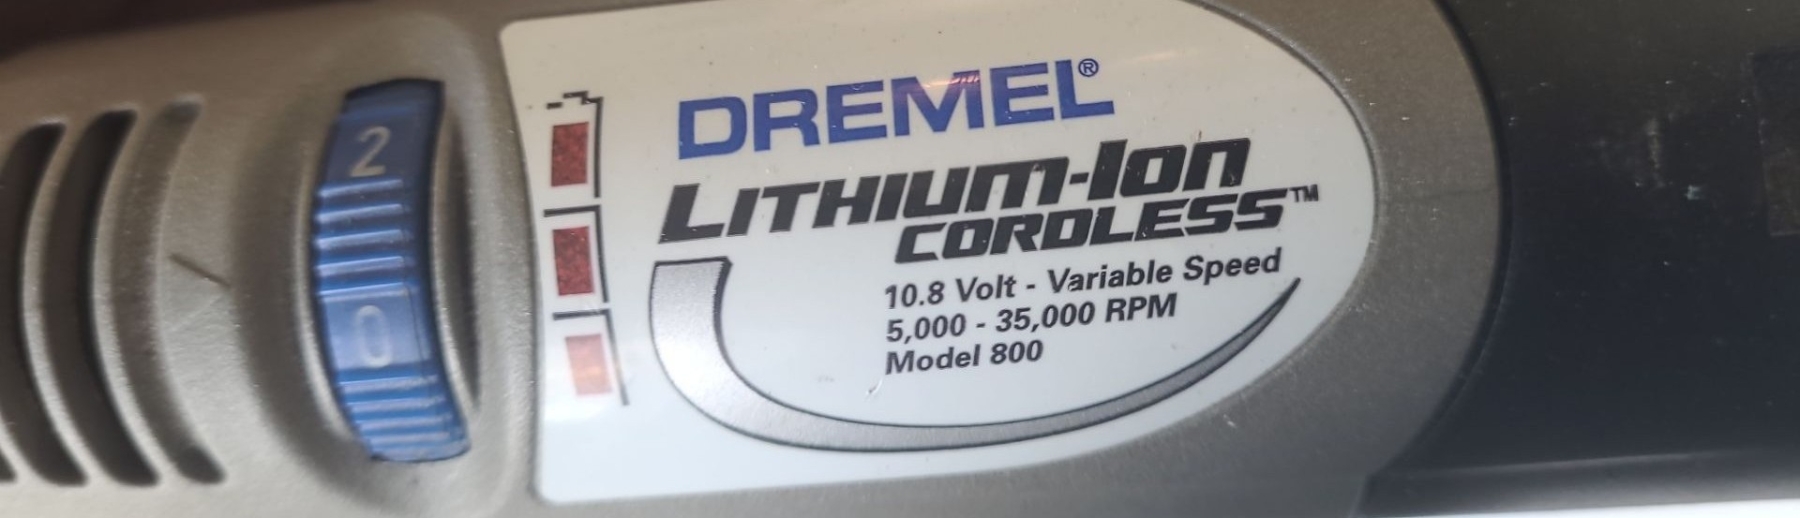 2
0
DREMEL®
LITHIUM-ION
CORDLESS™
10.8 Volt - Variable Speed
5,000 - 35,000 RPM
Model 800